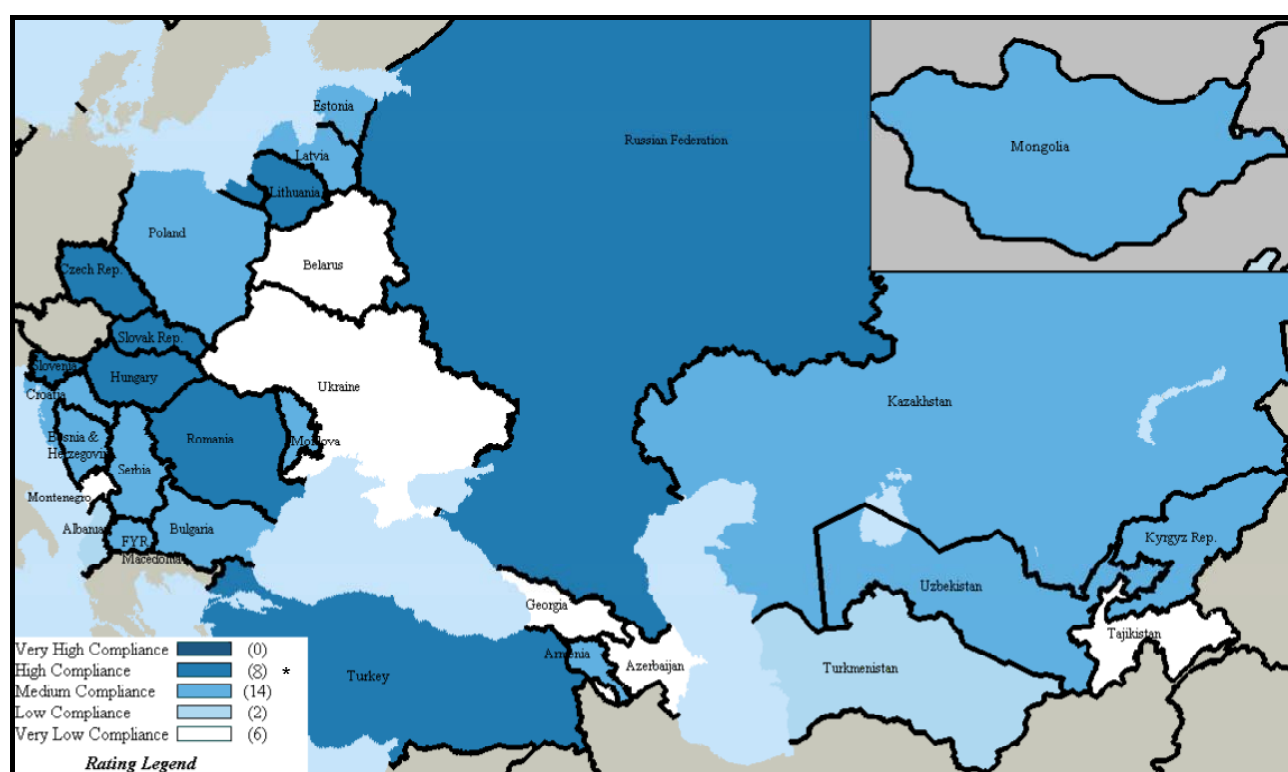 Estonia
Russian Federation
Latvia
Mongolia
Lithuania
Poland
Belarus
Czech Rep.
Slovak Rep.
Slovenia
Hungary
Ukraine
Croatia
Kazakhstan
Bosnia &
Herzegovin
Romania
Moldova
Serbia
Montenegro
Albania
FYR
Macedonia
Bulgaria
Kyrgyz Rep.
Uzbekistan
Georgia
Tajikistan
Armenia
Azerbaijan
Turkmenistan
Turkey
Very High Compliance (0)
High Compliance (8) *
Medium Compliance (14)
Low Compliance (2)
Very Low Compliance (6)
Rating Legend